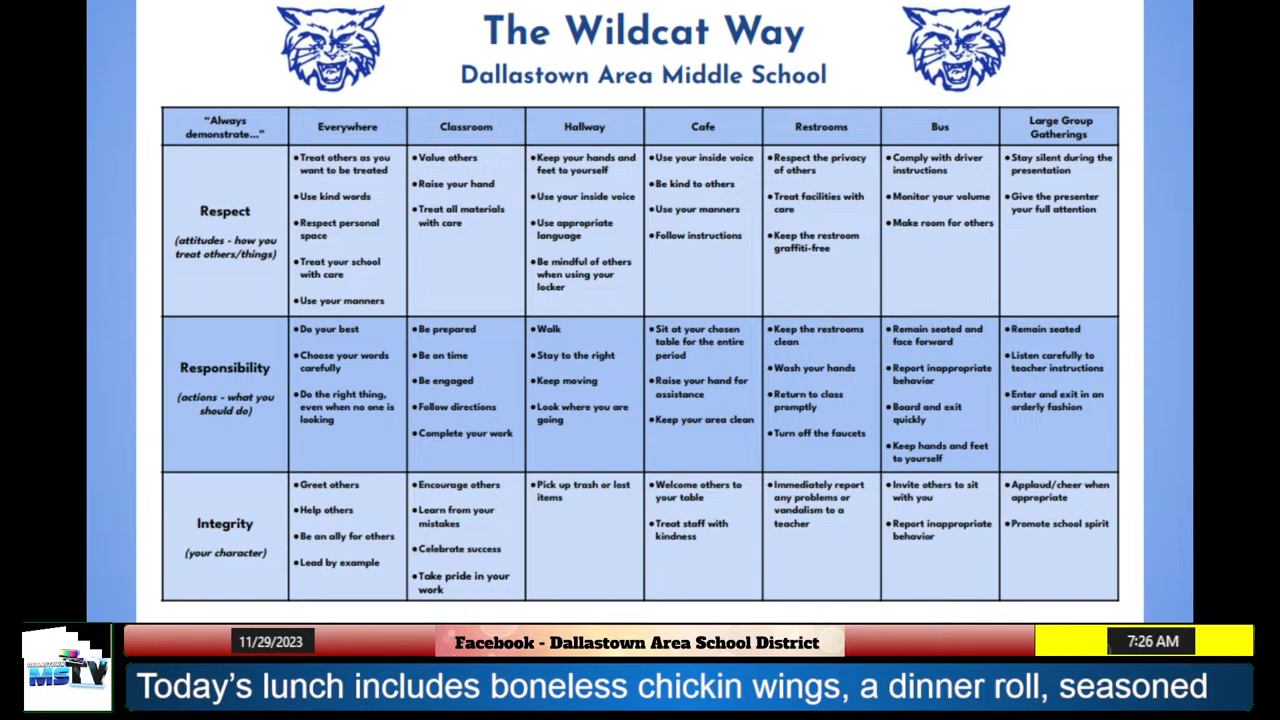 The Wildcat Way
Dallastown Area Middle School
“Always
demonstrate...”
Everywhere
Classroom
Hallway
Cafe
Restrooms
Bus
Large Group
Gatherings
Respect
(attitudes - how you
treat others/things)
•Treat others as you
want to be treated
•Use kind words
•Respect personal
space
•Treat your school
with care
•Use your manners
•Value others
•Raise your hand
•Treat all materials
with care
•Keep your hands and
feet to yourself
•Use your inside voice
•Use appropriate
language
•Be mindful of others
when using your
locker
•Use your inside voice
•Be kind to others
•Use your manners
•Follow instructions
•Respect the privacy
of others
•Treat facilities with
care
•Keep the restroom
graffiti-free
•Comply with driver
instructions
•Monitor your volume
•Make room for others
•Stay silent during the
presentation
•Give the presenter
your full attention
Responsibility
(actions - what you
should do)
•Do your best
•Choose your words
carefully
•Do the right thing,
even when no one is
looking
•Be prepared
•Be on time
•Be engaged
•Follow directions
•Complete your work
•Walk
•Stay to the right
•Keep moving
•Look where you are
going
•Sit at your chosen
table for the entire
period
•Raise your hand for
assistance
•Keep your area clean
•Keep the restrooms
clean
•Wash your hands
•Return to class
promptly
•Turn off the faucets
•Remain seated and
face forward
•Report inappropriate
behavior
•Board and exit
quickly
•Keep hands and feet
to yourself
•Remain seated
•Listen carefully to
teacher instructions
•Enter and exit in an
orderly fashion
Integrity
(your character)
•Greet others
•Help others
•Be an ally for others
•Lead by example
•Encourage others
•Learn from your
mistakes
•Celebrate success
•Take pride in your
work
•Pick up trash or lost
items
•Welcome others to
your table
•Treat staff with
kindness
•Immediately report
any problems or
vandalism to a
teacher
•Invite others to sit
with you
•Report inappropriate
behavior
•Applaud/cheer when
appropriate
•Promote school spirit
11/29/2023
Facebook - Dallastown Area School District
7:26 AM
DALLASTOWN
MSTV
Today’s lunch includes boneless chickin wings, a dinner roll, seasoned